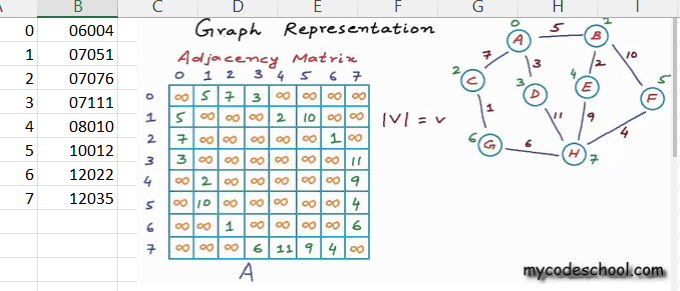 C D E F G H I
0 06004
1 07051
2 07076
3 07111
4 08010
5 10012
6 12022
7 12035
Graph Representation
Adjacency Matrix
0 1 2 3 4 5 6 7
0 ∞ 5 7 3 ∞ ∞ ∞ ∞
1 5 ∞ ∞ ∞ 2 10 ∞ ∞
2 7 ∞ ∞ ∞ ∞ ∞ 1 ∞
3 3 ∞ ∞ ∞ ∞ ∞ ∞ 11
4 ∞ 2 ∞ ∞ ∞ ∞ ∞ 9
5 ∞ 10 ∞ ∞ ∞ ∞ ∞ 4
6 ∞ ∞ 1 ∞ ∞ ∞ ∞ 6
7 ∞ ∞ ∞ 6 11 9 4 ∞
A
|V| = v
0 A 5 B 1
7 3 2 10
2 C 3 D 4 E F 5
1 11 9 4
6 G 6 H 7
mycodeschool.com